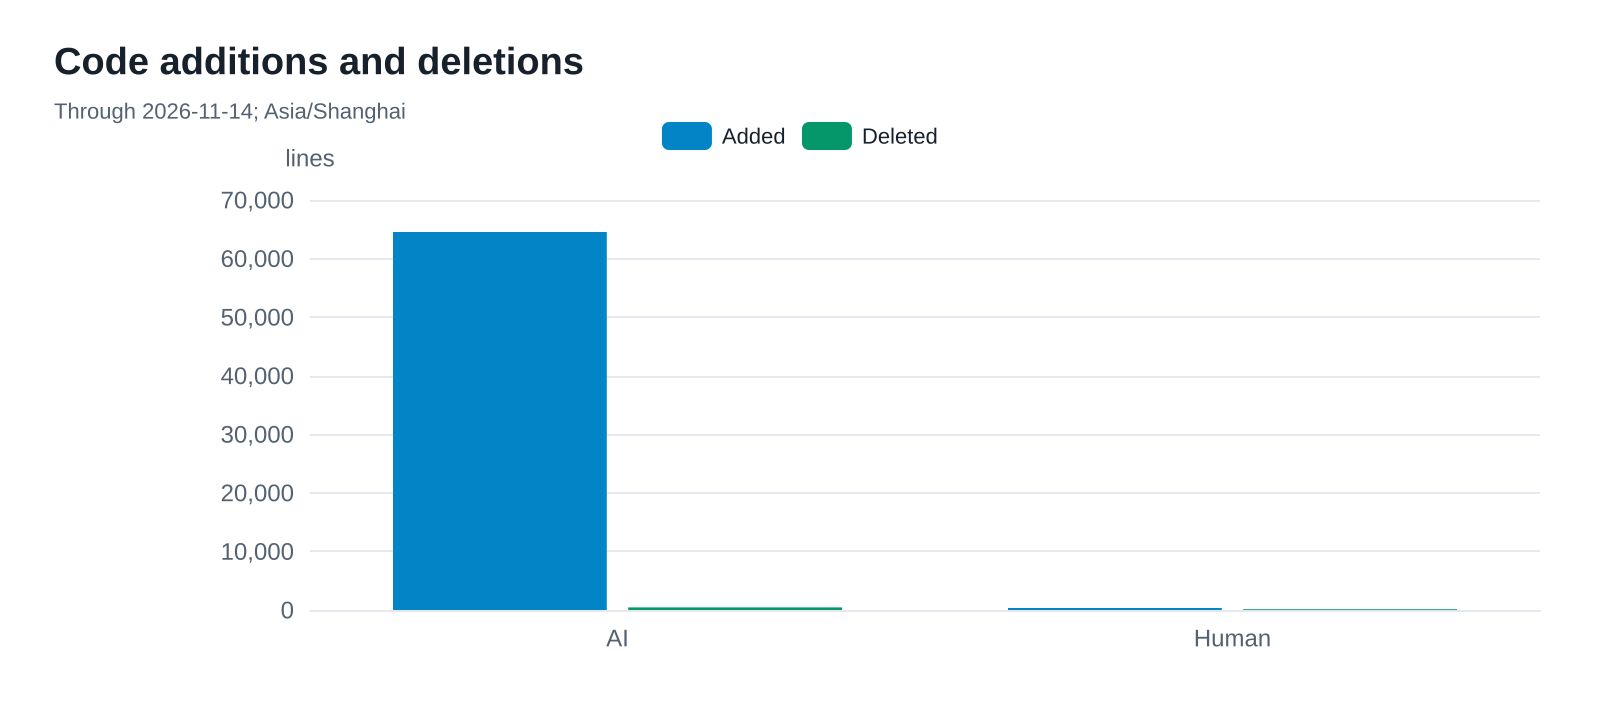 Code additions and deletions
Through 2026-11-14; Asia/Shanghai
Added Deleted
lines
70,000
60,000
50,000
40,000
30,000
20,000
10,000
0
AI Human